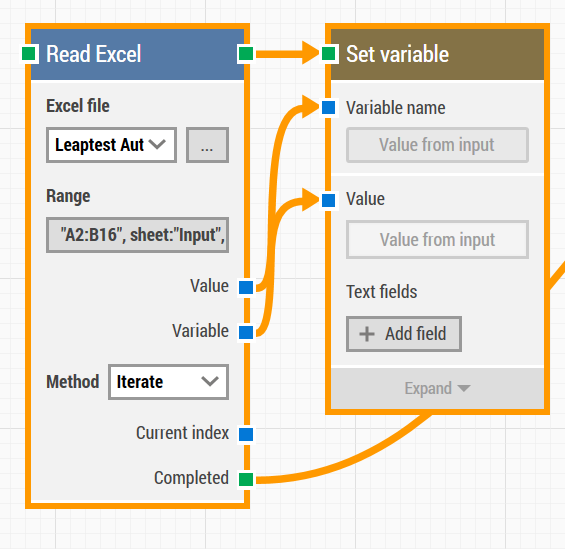 Read Excel
Excel file
Leaptest Aut
...
Range
"A2:B16", sheet:"Input",
Value
Variable
Method
Iterate
Current index
Completed
Set variable
Variable name
Value from input
Value
Value from input
Text fields
Add field
Expand